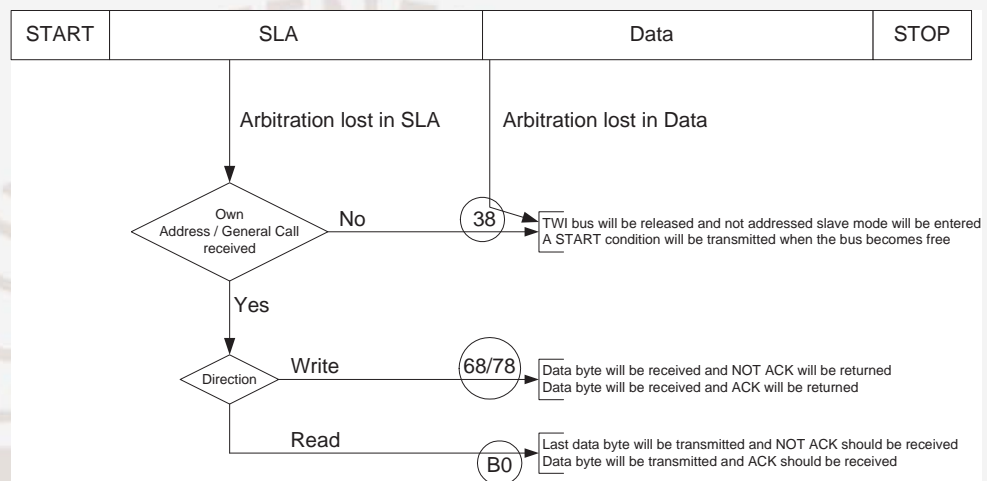 START SLA Data STOP
Arbitration lost in SLA Arbitration lost in Data
Own
Address / General Call
received
No
38
TWI bus will be released and not addressed slave mode will be entered
A START condition will be transmitted when the bus becomes free
Yes
Direction
Write
68/78
Data byte will be received and NOT ACK will be returned
Data byte will be received and ACK will be returned
Read
B0
Last data byte will be transmitted and NOT ACK should be received
Data byte will be transmitted and ACK should be received